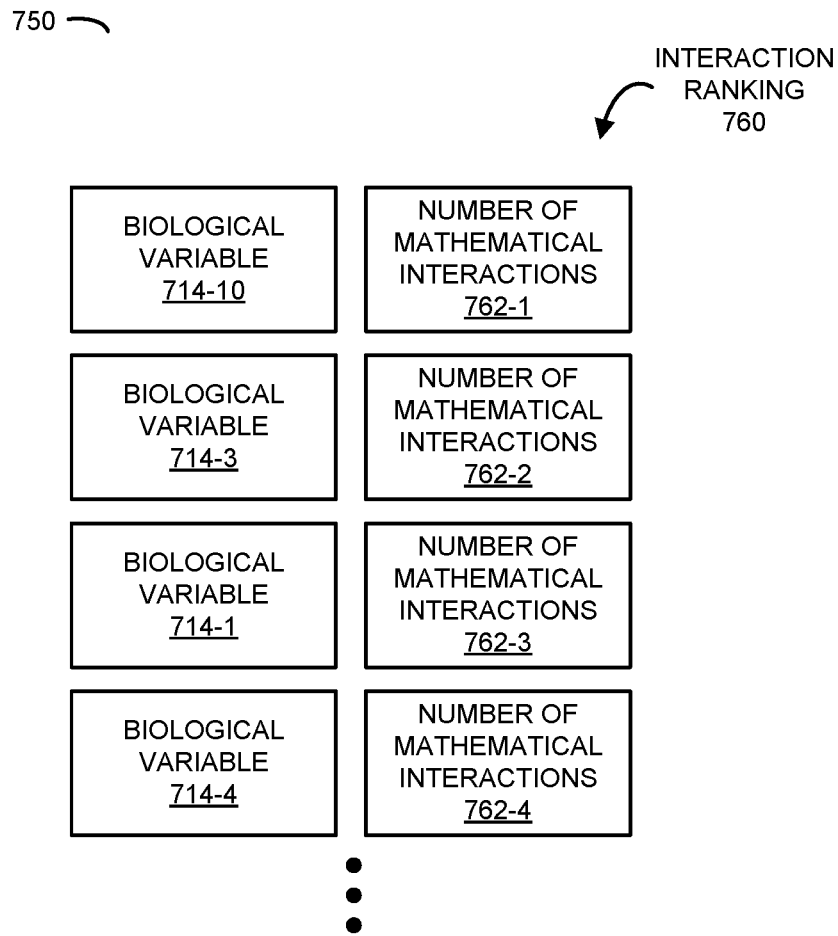 750
INTERACTION
RANKING
760
BIOLOGICAL
VARIABLE
714-10
NUMBER OF
MATHEMATICAL
INTERACTIONS
762-1
BIOLOGICAL
VARIABLE
714-3
NUMBER OF
MATHEMATICAL
INTERACTIONS
762-2
BIOLOGICAL
VARIABLE
714-1
NUMBER OF
MATHEMATICAL
INTERACTIONS
762-3
BIOLOGICAL
VARIABLE
714-4
NUMBER OF
MATHEMATICAL
INTERACTIONS
762-4